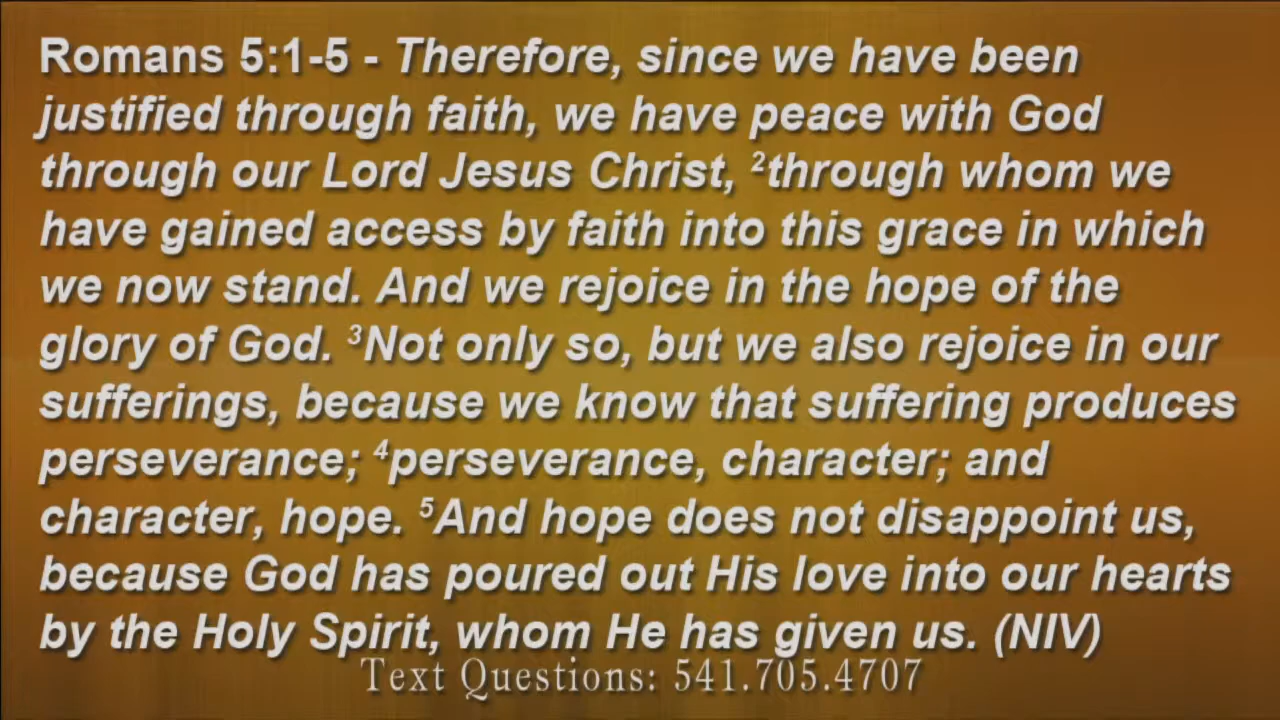 Romans 5:1-5 - Therefore, since we have been
justified through faith, we have peace with God
through our Lord Jesus Christ, ²through whom we
have gained access by faith into this grace in which
we now stand. And we rejoice in the hope of the
glory of God. ³Not only so, but we also rejoice in our
sufferings, because we know that suffering produces
perseverance; ⁴perseverance, character; and
character, hope. ⁵And hope does not disappoint us,
because God has poured out His love into our hearts
by the Holy Spirit, whom He has given us. (NIV)
Text Questions: 541.705.4707